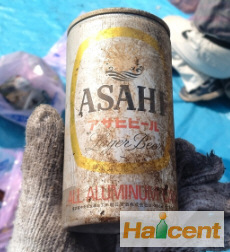 ASAHI
アサヒビール
Lager Beer
ALL ALUMINUM
Haicent